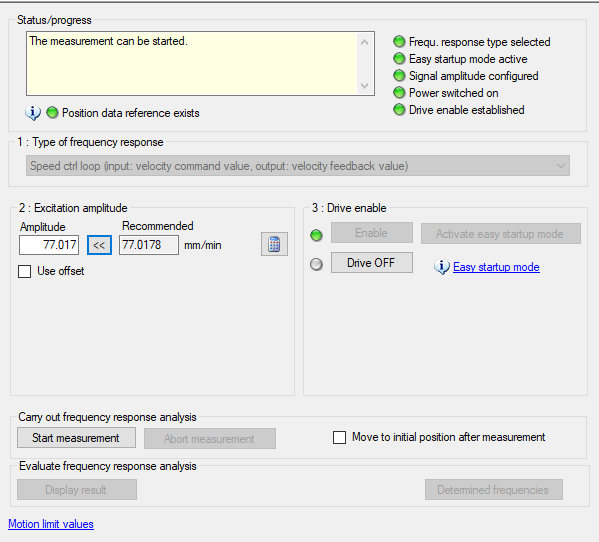 Status/progress
The measurement can be started.
Frequ. response type selected
Easy startup mode active
Signal amplitude configured
Power switched on
Drive enable established
Position data reference exists
1 : Type of frequency response
Speed ctrl loop (input: velocity command value, output: velocity feedback value)
2 : Excitation amplitude
Amplitude
Recommended
77.017 << 77.0178 mm/min
Use offset
3 : Drive enable
Enable
Activate easy startup mode
Drive OFF
Easy startup mode
Carry out frequency response analysis
Start measurement
Abort measurement
Move to initial position after measurement
Evaluate frequency response analysis
Display result
Determined frequencies
Motion limit values